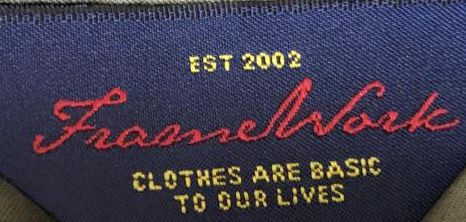 EST 2002
FrameWork
CLOTHES ARE BASIC
TO OUR LIVES